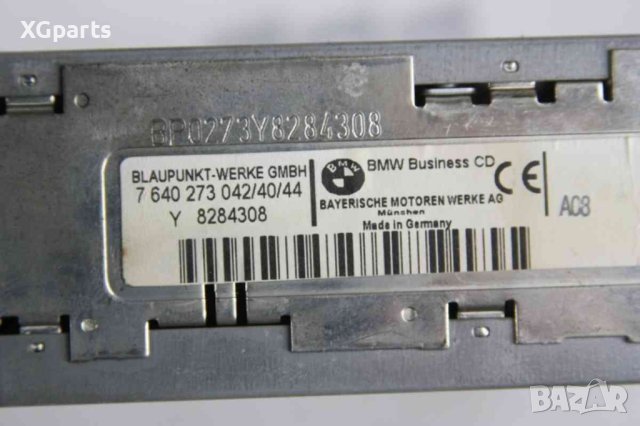 XGparts
BP0273Y8284308
BLAUPUNKT-WERKE GMBH
7 640 273 042/40/44
Y 8284308
BMW
BMW Business CD
CE
BAYERISCHE MOTOREN WERKE AG
München
Made in Germany
AC8
BAZAR
bg